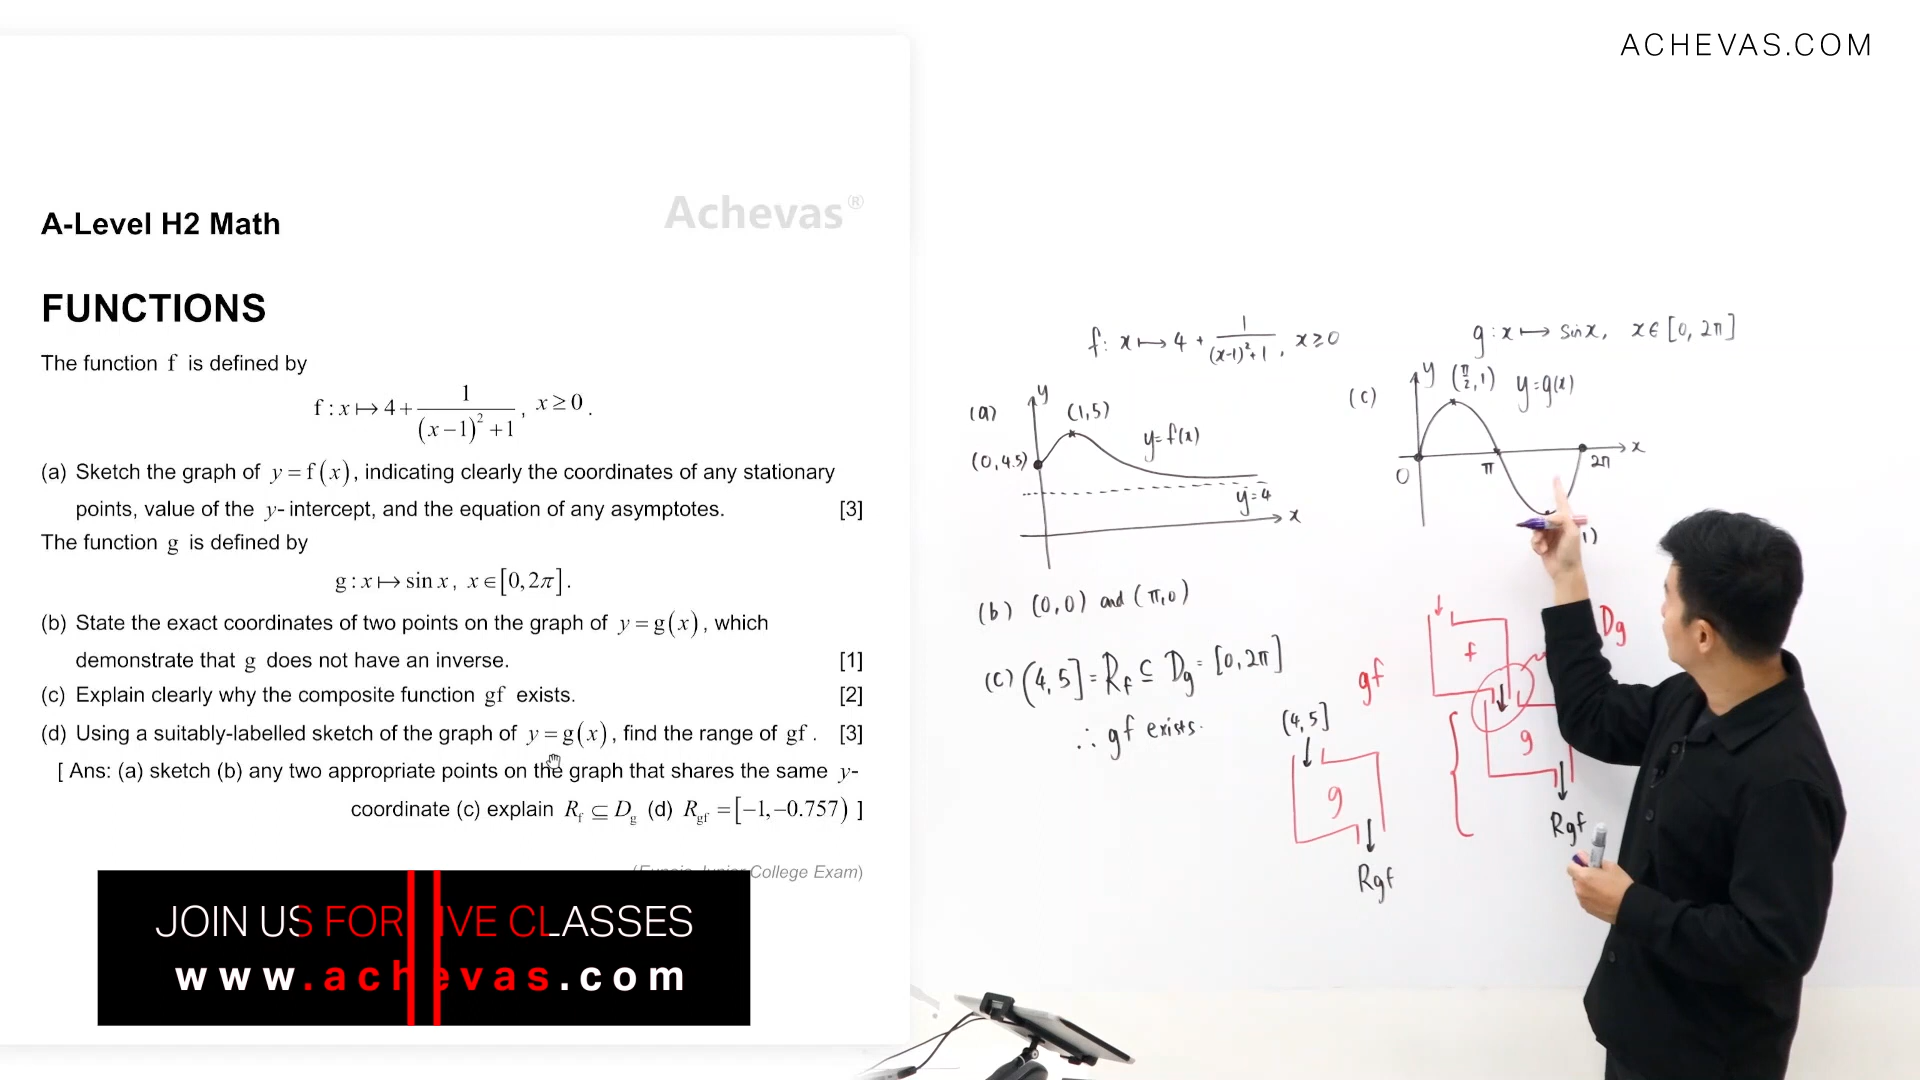 ACHEVAS.COM
Achevas®
A-Level H2 Math
FUNCTIONS
The function f is defined by
f : x ↦ 4 + 1/((x−1)²+1), x ≥ 0.
(a) Sketch the graph of y = f(x), indicating clearly the coordinates of any stationary
points, value of the y- intercept, and the equation of any asymptotes. [3]
The function g is defined by
g : x ↦ sin x, x ∈ [0, 2π].
(b) State the exact coordinates of two points on the graph of y = g(x), which
demonstrate that g does not have an inverse. [1]
(c) Explain clearly why the composite function gf exists. [2]
(d) Using a suitably-labelled sketch of the graph of y = g(x), find the range of gf. [3]
[ Ans: (a) sketch (b) any two appropriate points on the graph that shares the same y-
coordinate (c) explain R_f ⊆ D_g (d) R_gf = [−1, −0.757) ]
College Exam)
JOIN US FOR LIVE CLASSES
www.achevas.com
f: x ↦ 4 + 1/((x-1)²+1), x ≥ 0
(a)
y
(1,5)
y=f(x)
(0,4.5)
y=4
x
g: x ↦ sin x, x ∈ [0, 2π]
(c)
y
(π/2, 1)
y=g(x)
0
π
2π
x
1)
(b) (0,0) and (π,0)
(c) (4,5] = Rf ⊆ Dg = [0, 2π]
∴ gf exists.
gf
f
Dg
g
Rgf
(4,5]
g
Rgf